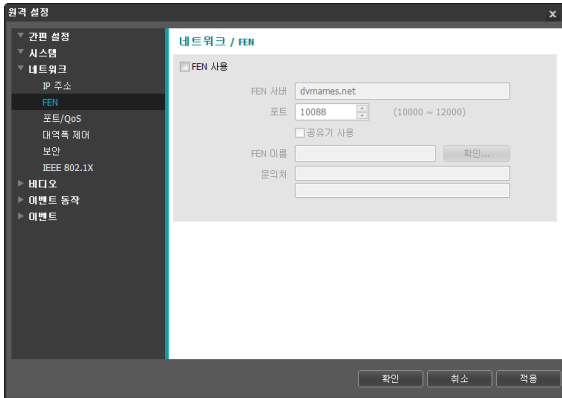 원격 설정
x
간편 설정
시스템
네트워크
IP 주소
FEN
포트/QoS
대역폭 제어
보안
IEEE 802.1X
비디오
이벤트 동작
이벤트
네트워크 / FEN
FEN 사용
FEN 서버 dvrnames.net
포트 10088 (10000 ~ 12000)
공유기 사용
FEN 이름 확인...
문의처
확인 취소 적용